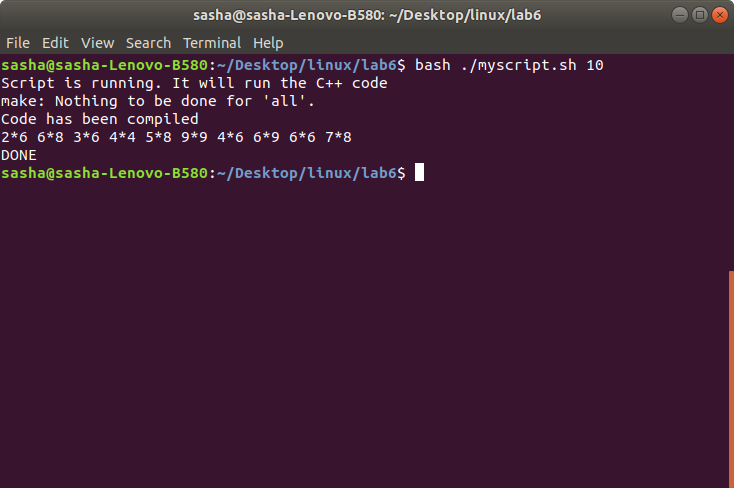 sasha@sasha-Lenovo-B580: ~/Desktop/linux/lab6
File Edit View Search Terminal Help
sasha@sasha-Lenovo-B580:~/Desktop/linux/lab6$ bash ./myscript.sh 10
Script is running. It will run the C++ code
make: Nothing to be done for 'all'.
Code has been compiled
2*6 6*8 3*6 4*4 5*8 9*9 4*6 6*9 6*6 7*8
DONE
sasha@sasha-Lenovo-B580:~/Desktop/linux/lab6$